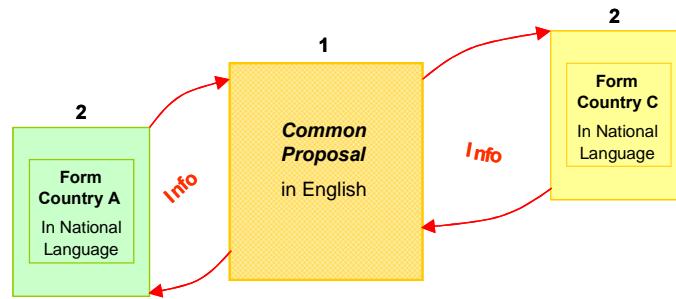 2
Form
Country A
In National
Language
Info
1
Common
Proposal
in English
Info
2
Form
Country C
In National
Language